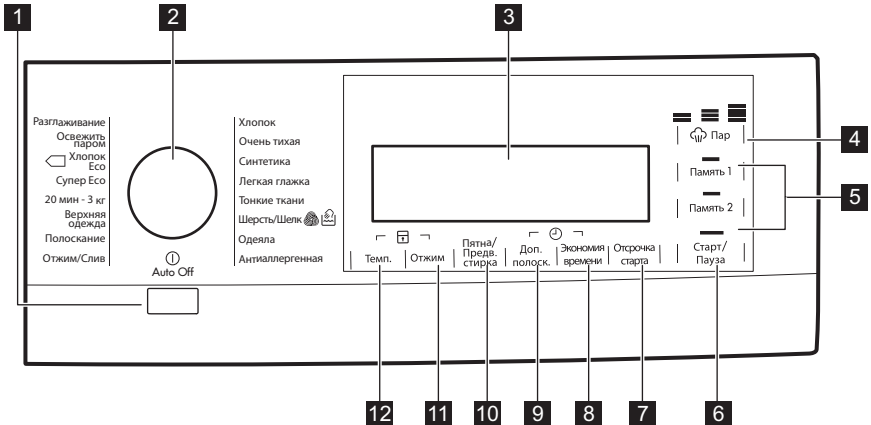 1
2
3
Разглаживание
Освежить
паром
Хлопок
Eco
Супер Eco
20 мин - 3 кг
Верхняя
одежда
Полоскание
Отжим/Слив
Auto Off
Хлопок
Очень тихая
Синтетика
Легкая глажка
Тонкие ткани
Шерсть/Шелк
Одеяла
Антиаллергенная
Пар
4
Память 1
5
Память 2
Старт/
Пауза
Темп.
Отжим
Пятна/
Предв.
стирка
Доп.
полоск.
Экономия
времени
Отсрочка
старта
12
11
10
9
8
7
6